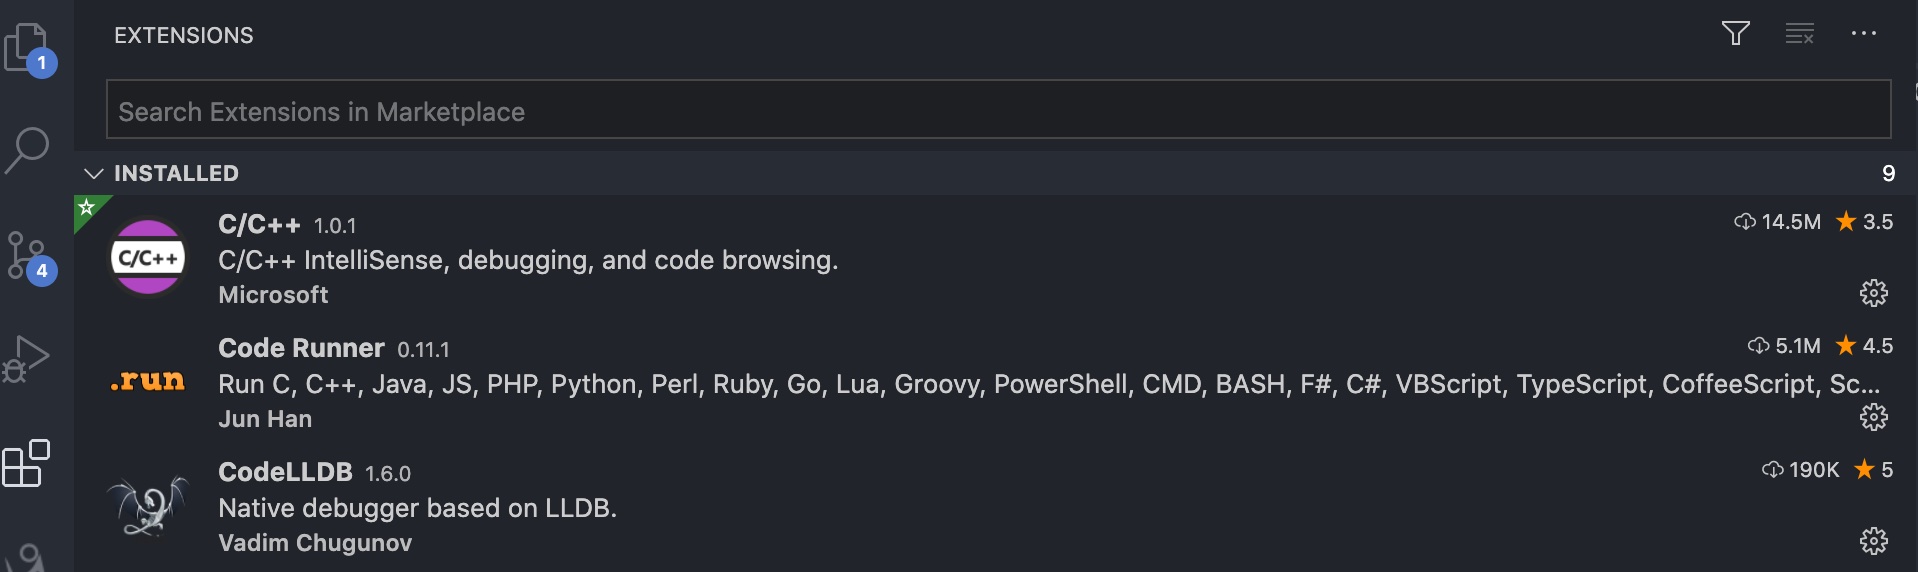 EXTENSIONS
1
Search Extensions in Marketplace
INSTALLED 9
C/C++ 1.0.1 14.5M 3.5
C/C++
C/C++ IntelliSense, debugging, and code browsing.
4
Microsoft
Code Runner 0.11.1 5.1M 4.5
.run
Run C, C++, Java, JS, PHP, Python, Perl, Ruby, Go, Lua, Groovy, PowerShell, CMD, BASH, F#, C#, VBScript, TypeScript, CoffeeScript, Sc...
Jun Han
CodeLLDB 1.6.0 190K 5
Native debugger based on LLDB.
Vadim Chugunov